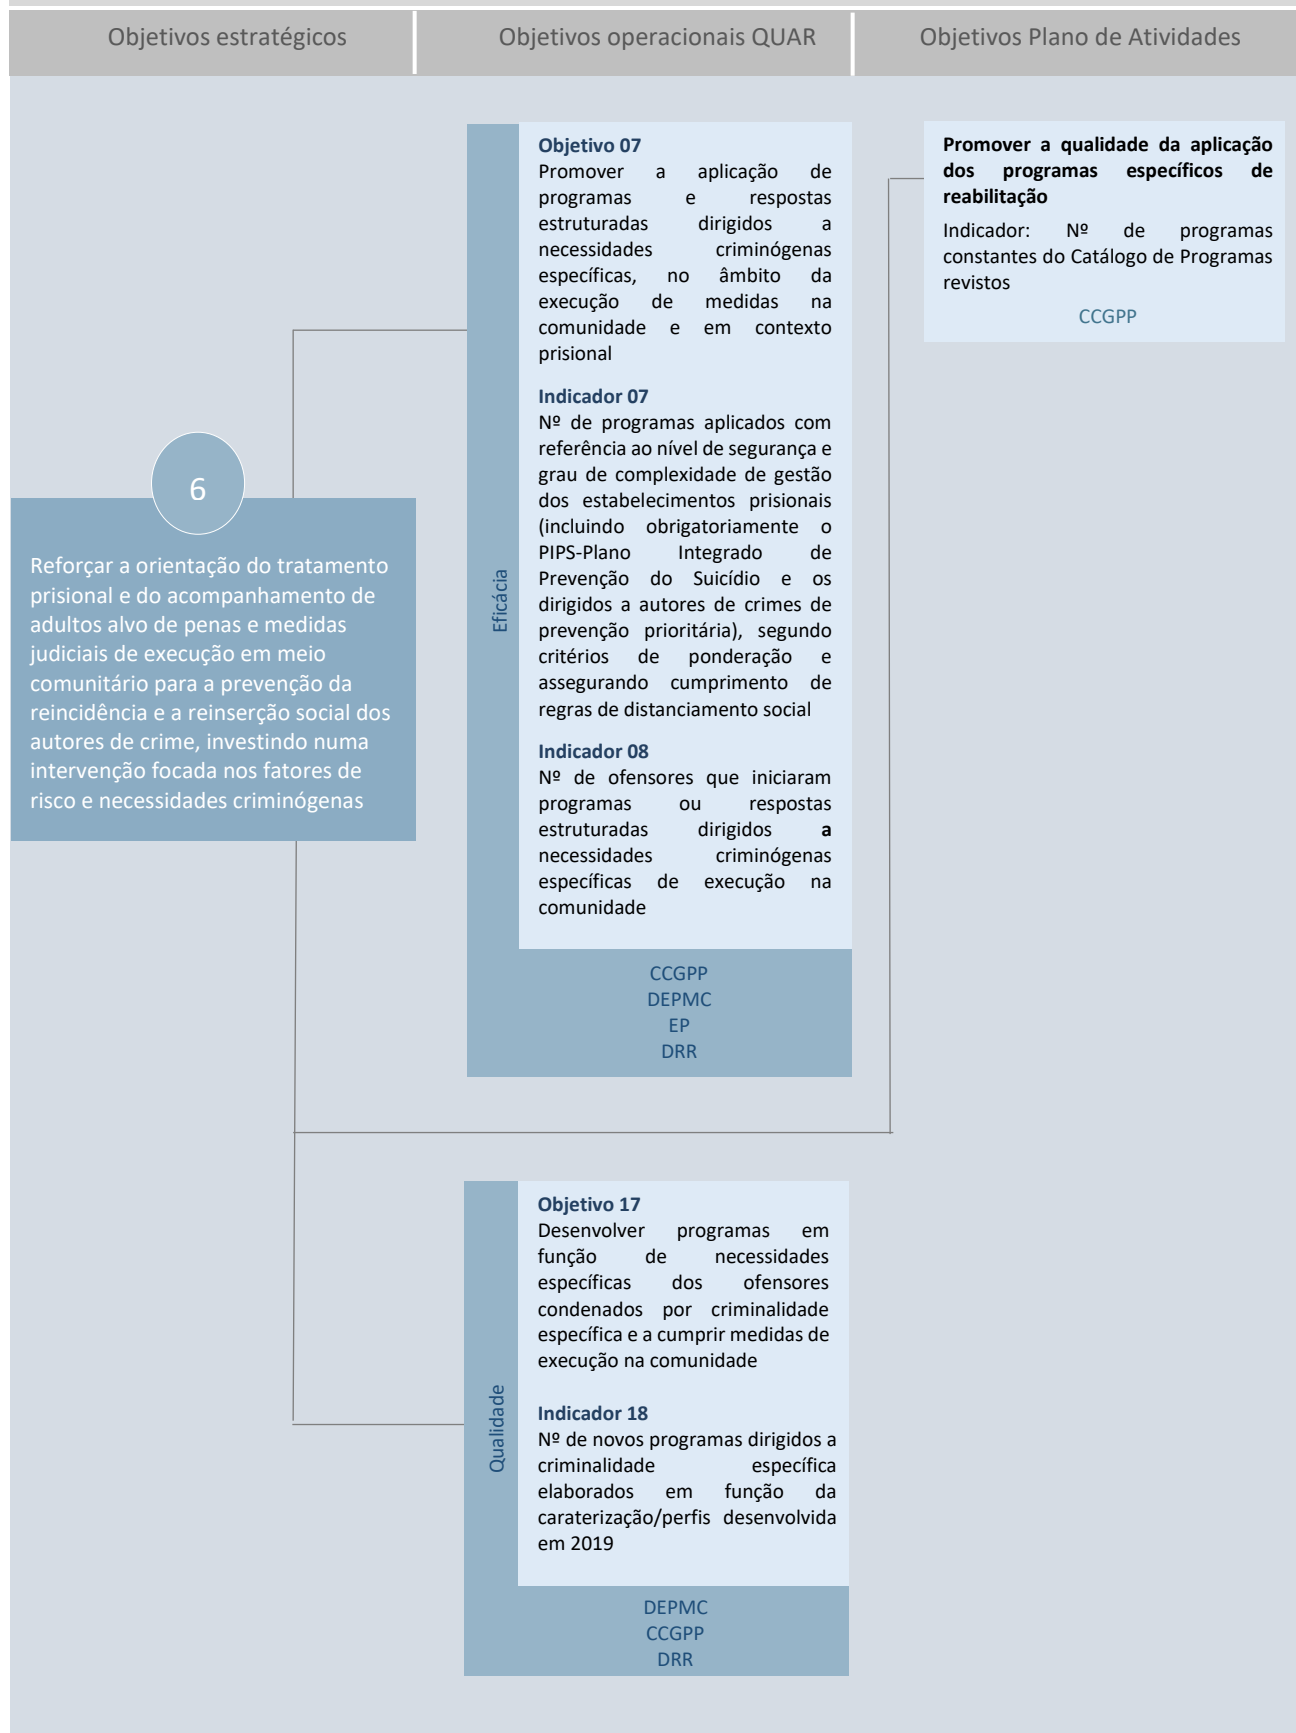 Objetivos estratégicos
Objetivos operacionais QUAR
Objetivos Plano de Atividades
6
Reforçar a orientação do tratamento
prisional e do acompanhamento de
adultos alvo de penas e medidas
judiciais de execução em meio
comunitário para a prevenção da
reincidência e a reinserção social dos
autores de crime, investindo numa
intervenção focada nos fatores de
risco e necessidades criminógenas
Eficácia
Objetivo 07
Promover a aplicação de
programas e respostas
estruturadas dirigidos a
necessidades criminógenas
específicas, no âmbito da
execução de medidas na
comunidade e em contexto
prisional
Indicador 07
Nº de programas aplicados com
referência ao nível de segurança e
grau de complexidade de gestão
dos estabelecimentos prisionais
(incluindo obrigatoriamente o
PIPS-Plano Integrado de
Prevenção do Suicídio e os
dirigidos a autores de crimes de
prevenção prioritária), segundo
critérios de ponderação e
assegurando cumprimento de
regras de distanciamento social
Indicador 08
Nº de ofensores que iniciaram
programas ou respostas
estruturadas dirigidos a
necessidades criminógenas
específicas de execução na
comunidade
CCGPP
DEPMC
EP
DRR
Promover a qualidade da aplicação
dos programas específicos de
reabilitação
Indicador: Nº de programas
constantes do Catálogo de Programas
revistos
CCGPP
Qualidade
Objetivo 17
Desenvolver programas em
função de necessidades
específicas dos ofensores
condenados por criminalidade
específica e a cumprir medidas de
execução na comunidade
Indicador 18
Nº de novos programas dirigidos a
criminalidade específica
elaborados em função da
caraterização/perfis desenvolvida
em 2019
DEPMC
CCGPP
DRR